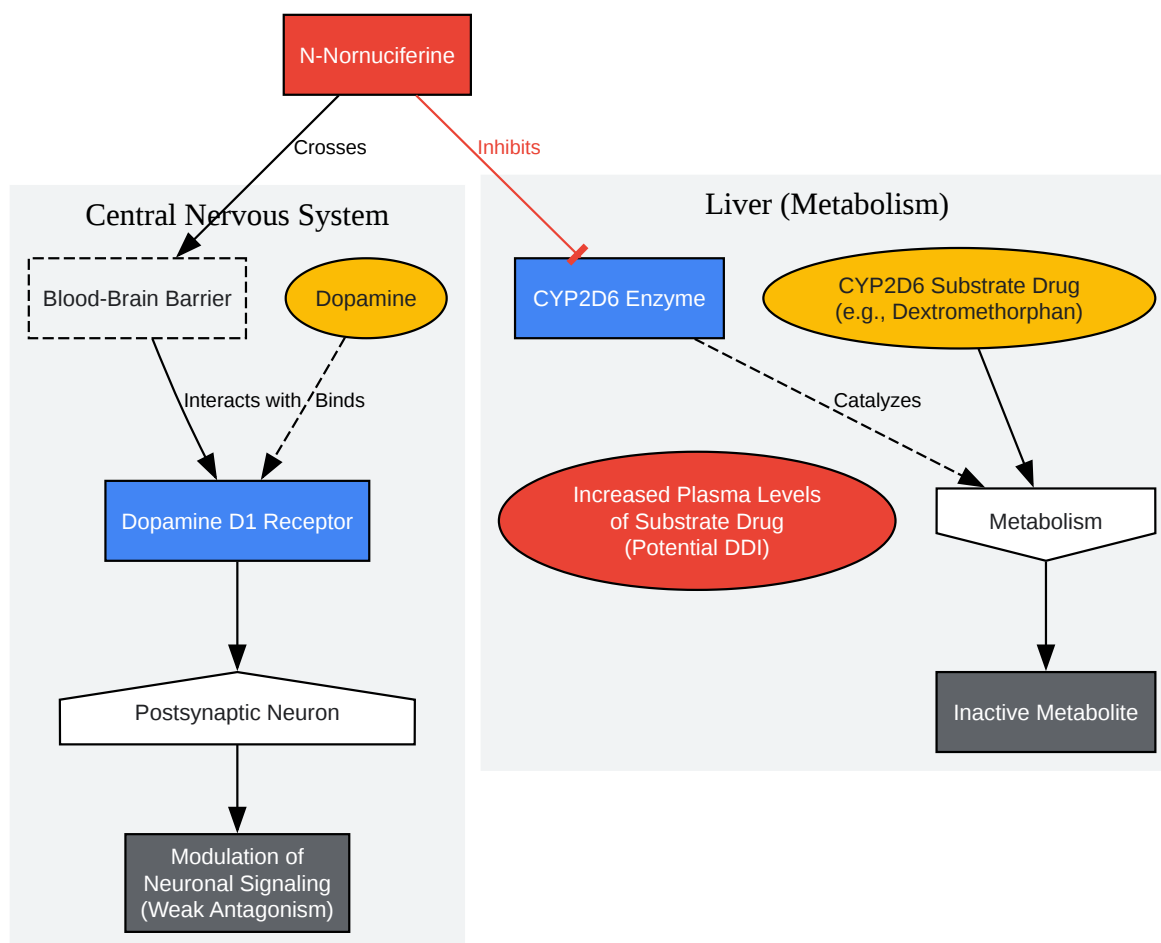 N-Nornuciferine
Crosses
Inhibits
Central Nervous System
Liver (Metabolism)
Blood-Brain Barrier
Dopamine
CYP2D6 Enzyme
CYP2D6 Substrate Drug
(e.g., Dextromethorphan)
Interacts with
Binds
Catalyzes
Dopamine D1 Receptor
Increased Plasma Levels
of Substrate Drug
(Potential DDI)
Metabolism
Postsynaptic Neuron
Inactive Metabolite
Modulation of
Neuronal Signaling
(Weak Antagonism)